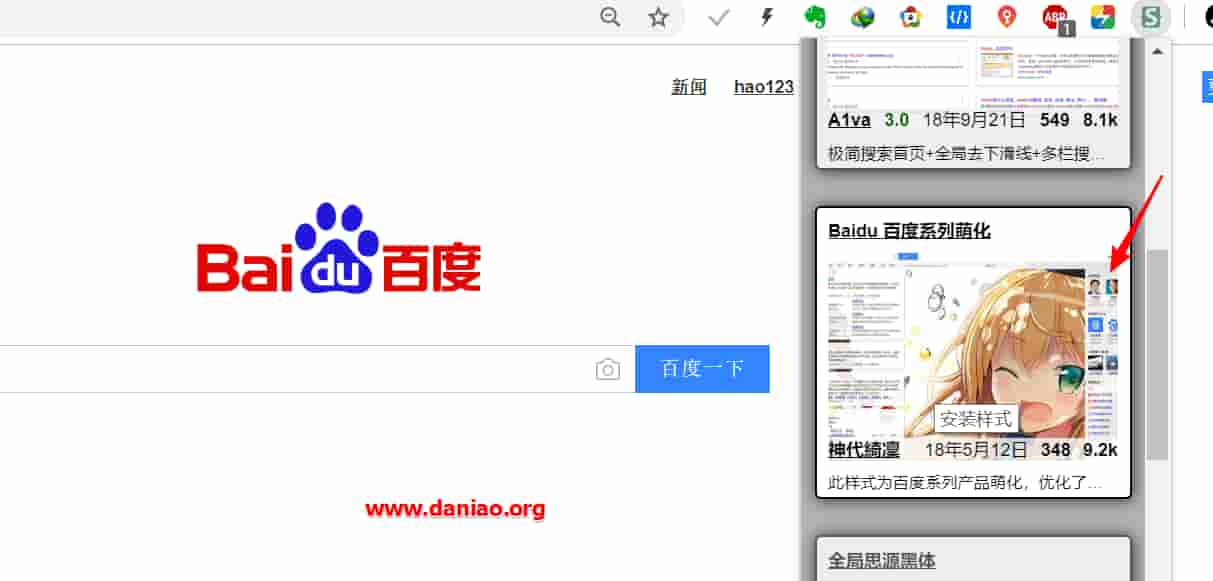 ABP
1
S
新闻 hao123
A1va 3.0 18年9月21日 549 8.1k
极简搜索首页+全局去下滑线+多栏搜...
Baidu 百度系列萌化
Bai du 百度
百度一下
安装样式
神代綺凜 18年5月12日 348 9.2k
此样式为百度系列产品萌化，优化了...
www.daniao.org
全局思源黑体